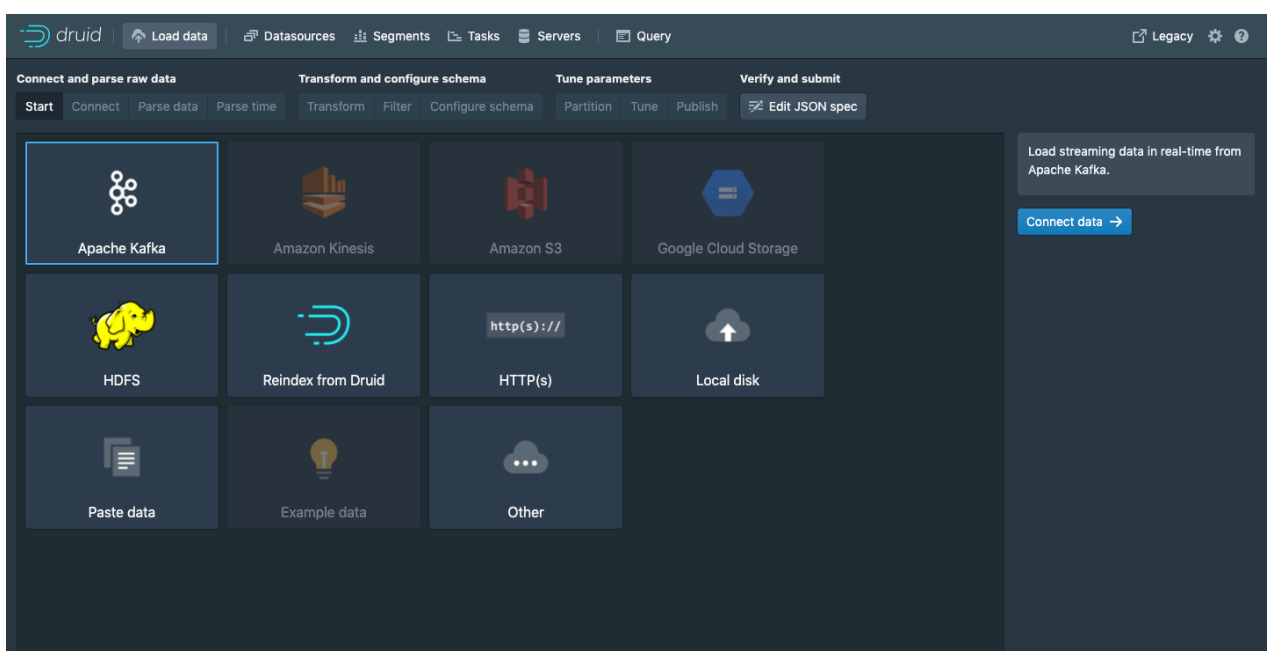 druid Load data Datasources Segments Tasks Servers Query Legacy
Connect and parse raw data Transform and configure schema Tune parameters Verify and submit
Start Connect Parse data Parse time Transform Filter Configure schema Partition Tune Publish Edit JSON spec
Apache Kafka Amazon Kinesis Amazon S3 Google Cloud Storage
http(s)://
HDFS Reindex from Druid HTTP(s) Local disk
Paste data Example data Other
Load streaming data in real-time from
Apache Kafka.
Connect data